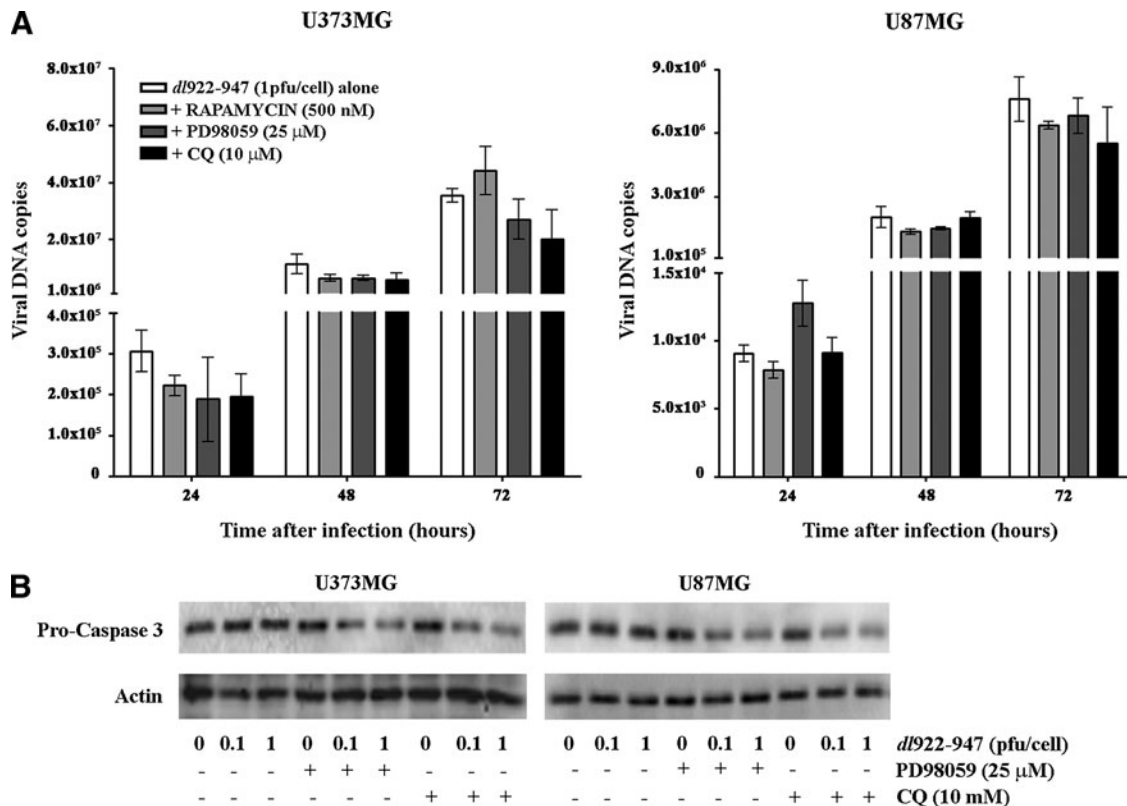 A
U373MG
8.0x10⁷
6.0x10⁷
4.0x10⁷
2.0x10⁷
1.0x10⁶
4.0x10⁵
3.0x10⁵
2.0x10⁵
1.0x10⁵
0
Viral DNA copies
dl922-947 (1pfu/cell) alone
+ RAPAMYCIN (500 nM)
+ PD98059 (25 µM)
+ CQ (10 µM)
24 48 72
Time after infection (hours)
U87MG
9.0x10⁶
6.0x10⁶
3.0x10⁶
1.0x10⁵
1.5x10⁴
1.0x10⁴
5.0x10³
0
Viral DNA copies
24 48 72
Time after infection (hours)
B
U373MG U87MG
Pro-Caspase 3
Actin
0 0.1 1 0 0.1 1 0 0.1 1 0 0.1 1 0 0.1 1 0 0.1 1 dl922-947 (pfu/cell)
- - - + + + - - - - - - + + + - - - PD98059 (25 µM)
- - - - - - + + + - - - - - - + + + CQ (10 mM)